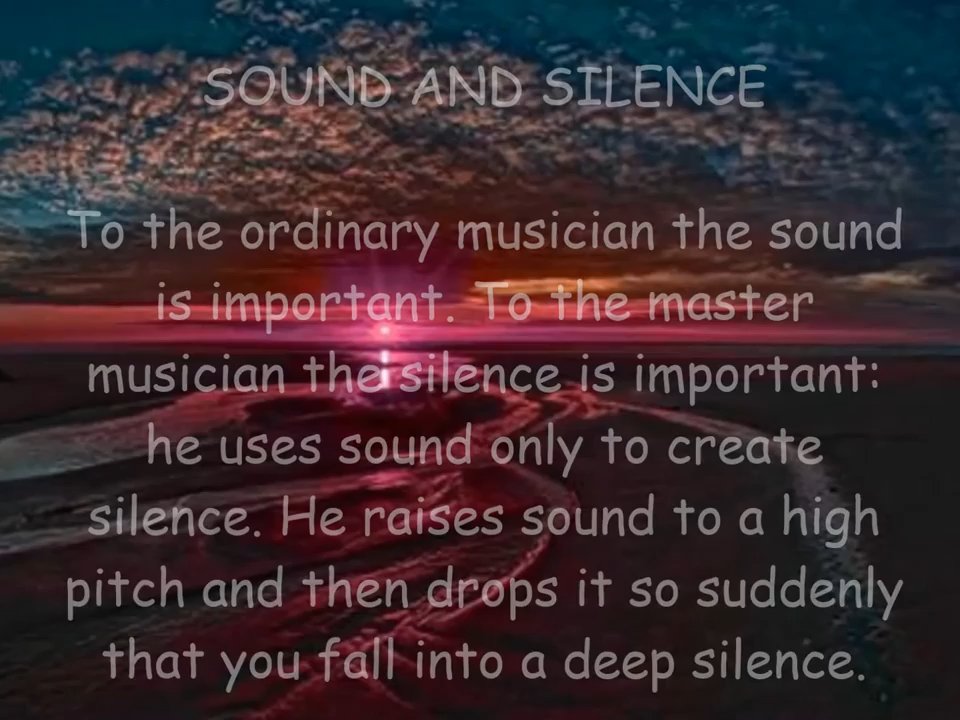 SOUND AND SILENCE
To the ordinary musician the sound
is important. To the master
musician the silence is important:
he uses sound only to create
silence. He raises sound to a high
pitch and then drops it so suddenly
that you fall into a deep silence.